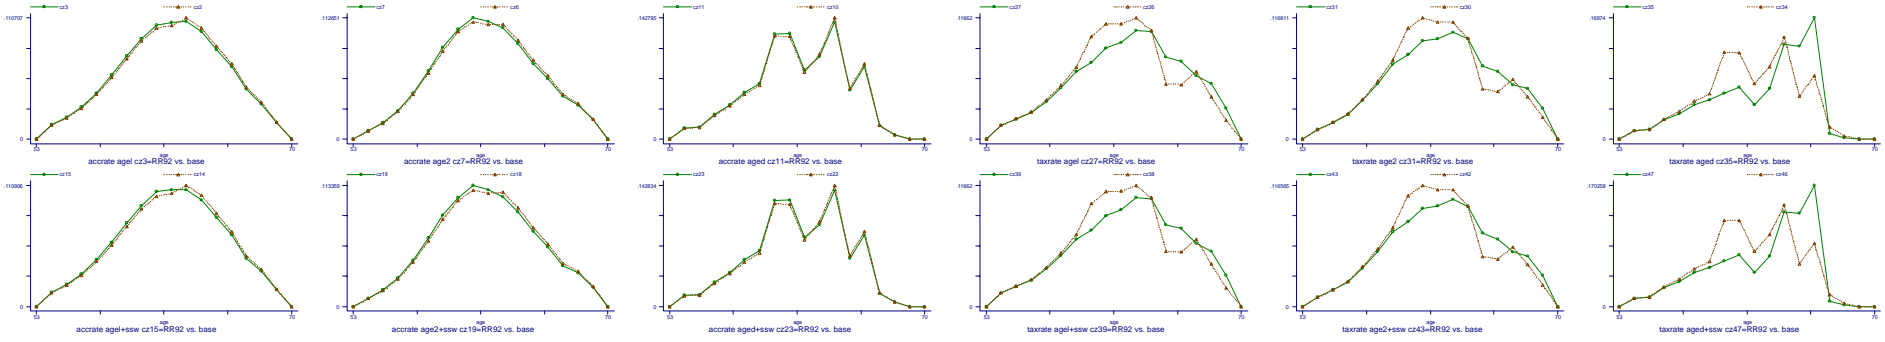 cz3 cz2
.110707
0
53 70
age
accrate agel cz3=RR92 vs. base
cz7 cz6
.112651
0
53 70
age
accrate age2 cz7=RR92 vs. base
cz11 cz10
.142795
0
53 70
age
accrate aged cz11=RR92 vs. base
cz27 cz26
.11662
0
53 70
age
taxrate agel cz27=RR92 vs. base
cz31 cz30
.116611
0
53 70
age
taxrate age2 cz31=RR92 vs. base
cz35 cz34
.16974
0
53 70
age
taxrate aged cz35=RR92 vs. base
cz15 cz14
.110906
0
53 70
age
accrate agel+ssw cz15=RR92 vs. base
cz19 cz18
.113359
0
53 70
age
accrate age2+ssw cz19=RR92 vs. base
cz23 cz22
.142834
0
53 70
age
accrate aged+ssw cz23=RR92 vs. base
cz39 cz38
.11662
0
53 70
age
taxrate agel+ssw cz39=RR92 vs. base
cz43 cz42
.116565
0
53 70
age
taxrate age2+ssw cz43=RR92 vs. base
cz47 cz46
.170258
0
53 70
age
taxrate aged+ssw cz47=RR92 vs. base